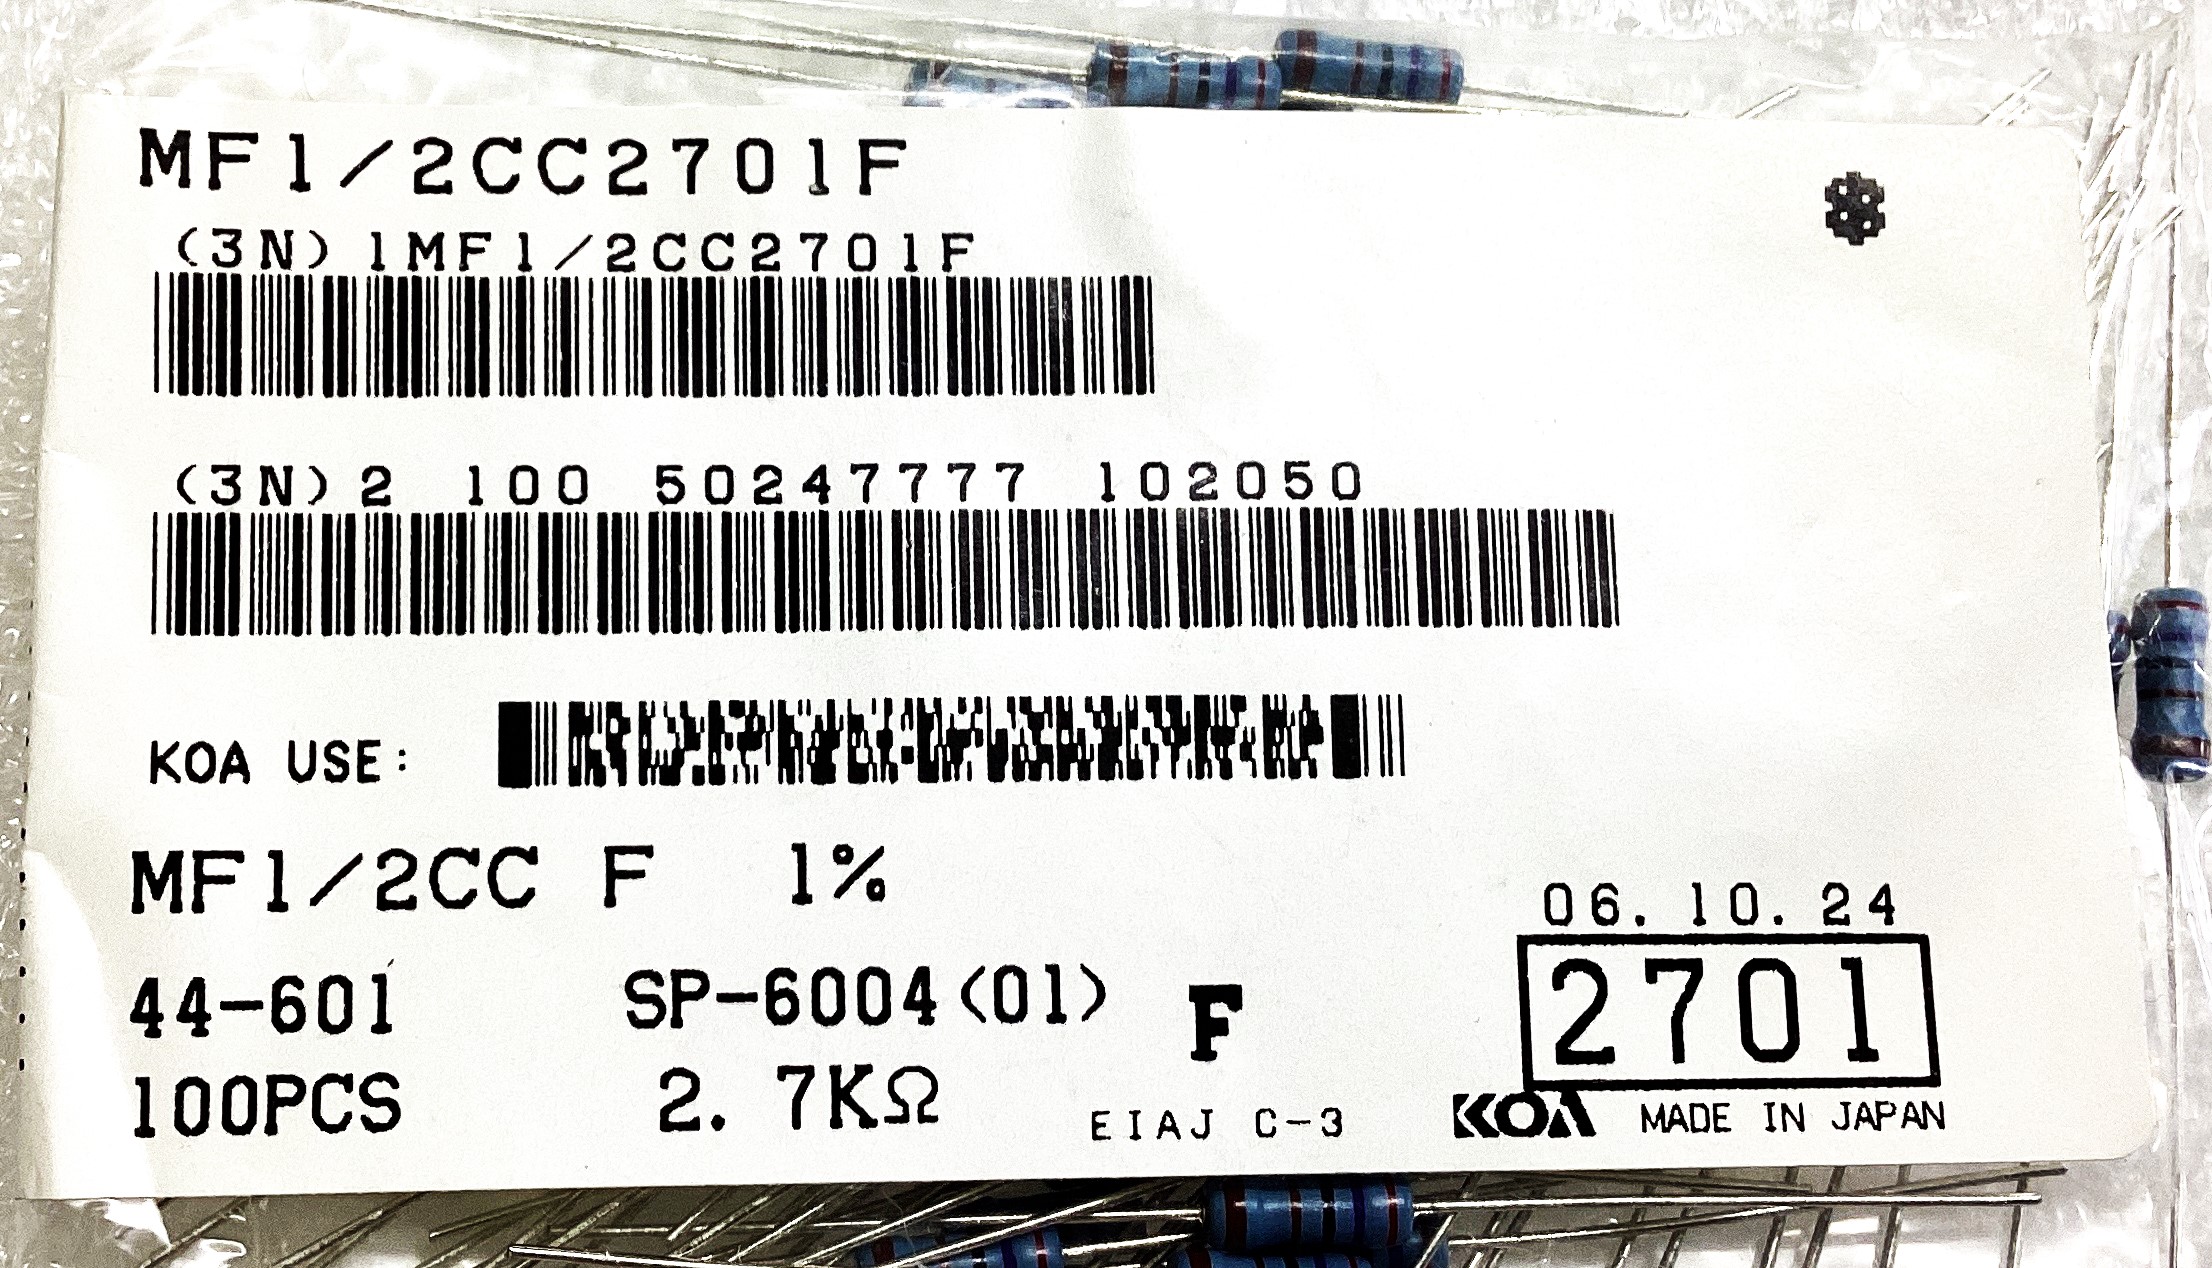 MF1/2CC2701F
(3N)1MF1/2CC2701F
(3N)2 100 50247777 102050
KOA USE:
MF1/2CC F 1%
06.10.24
44-601 SP-6004(01) F 2701
100PCS 2.7KΩ EIAJ C-3 KOA MADE IN JAPAN